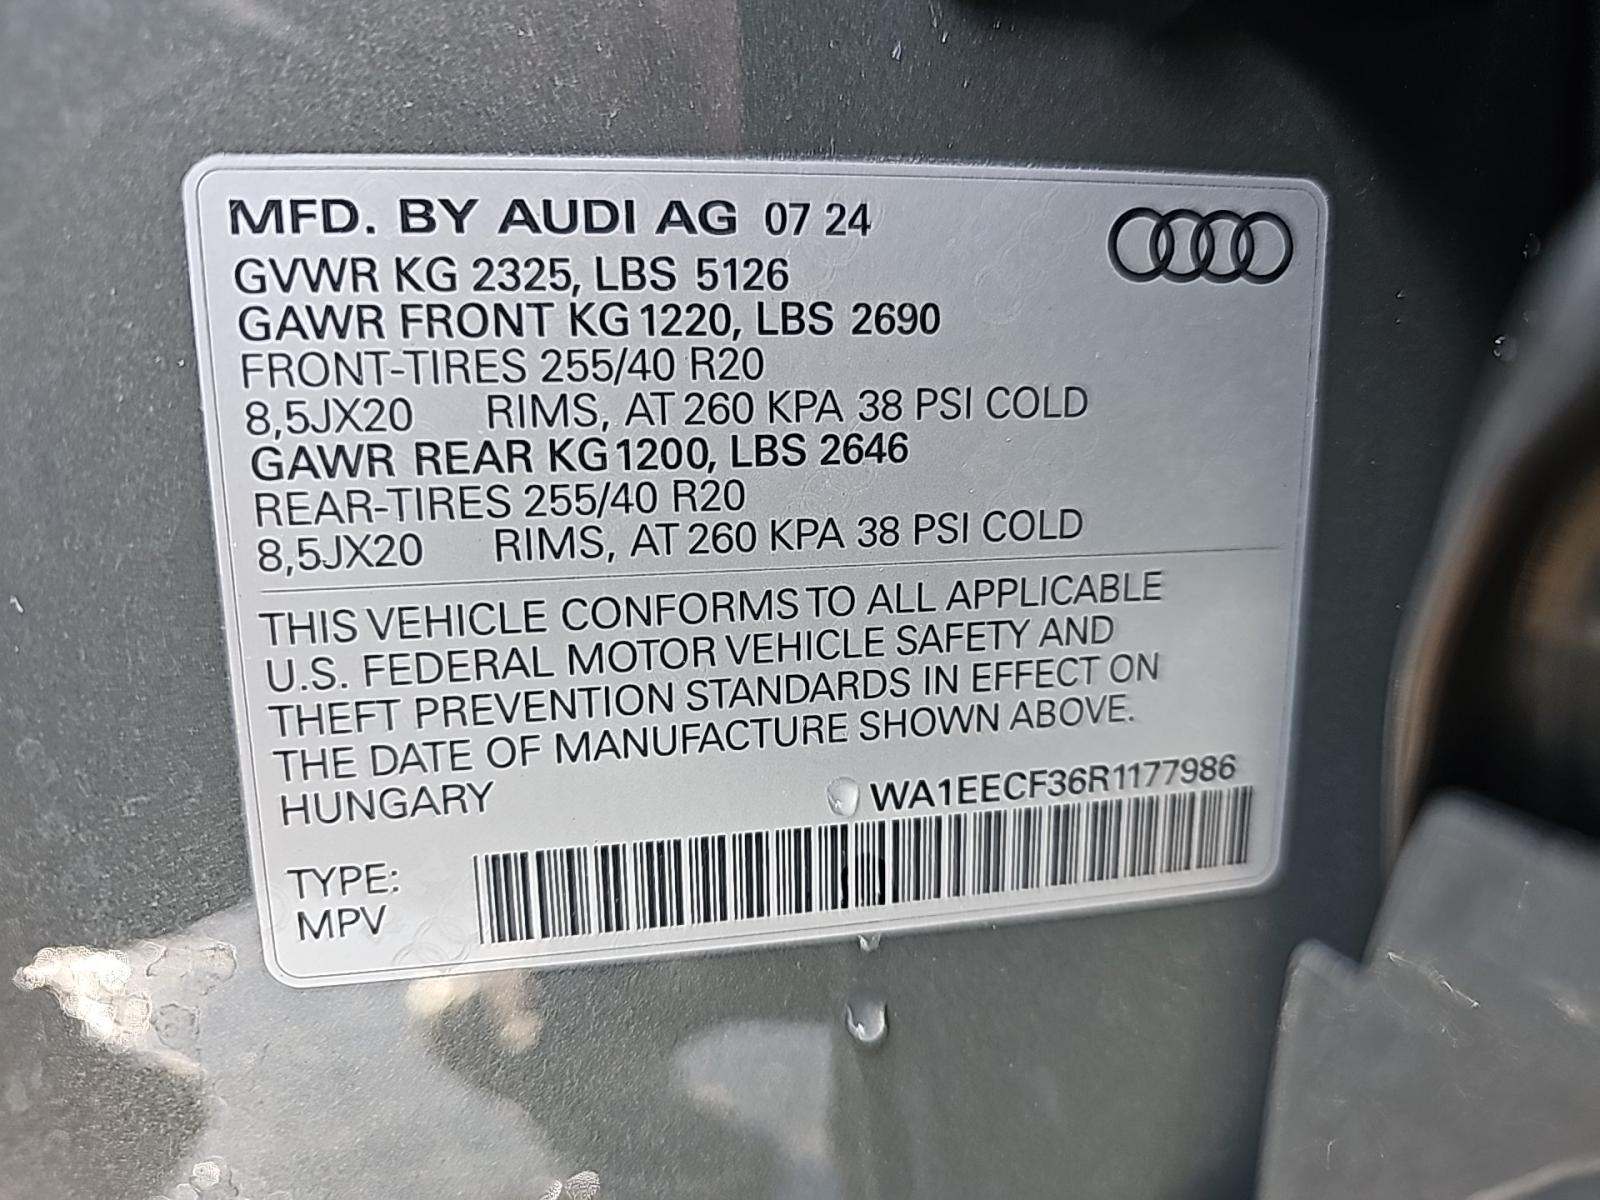 MFD. BY AUDI AG 07 24
GVWR KG 2325, LBS 5126
GAWR FRONT KG 1220, LBS 2690
FRONT-TIRES 255/40 R20
8,5JX20 RIMS, AT 260 KPA 38 PSI COLD
GAWR REAR KG 1200, LBS 2646
REAR-TIRES 255/40 R20
8,5JX20 RIMS, AT 260 KPA 38 PSI COLD
THIS VEHICLE CONFORMS TO ALL APPLICABLE
U.S. FEDERAL MOTOR VEHICLE SAFETY AND
THEFT PREVENTION STANDARDS IN EFFECT ON
THE DATE OF MANUFACTURE SHOWN ABOVE.
HUNGARY WA1EECF36R1177986
TYPE:
MPV